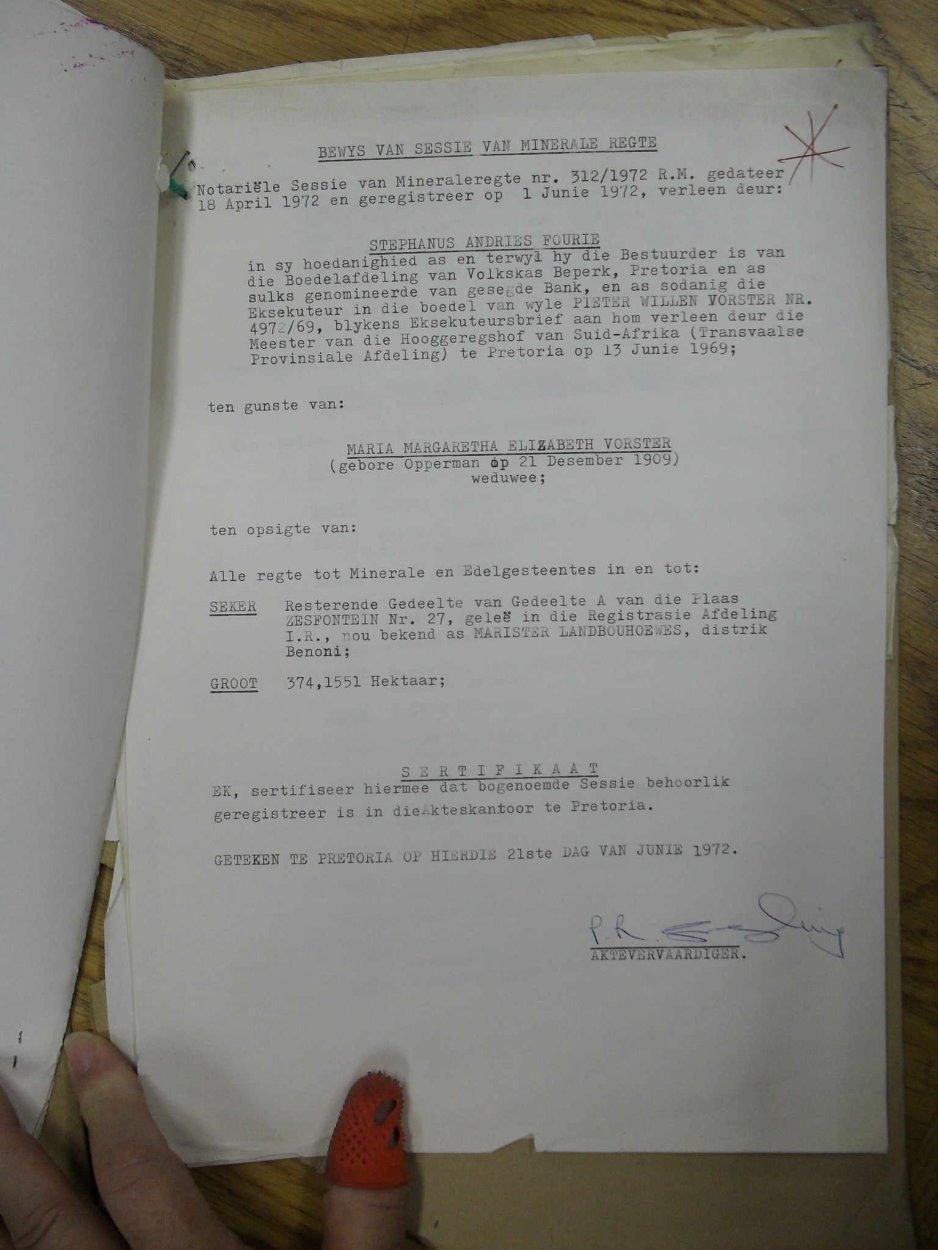 BEWYS VAN SESSIE VAN MINERALE REGTE
Notariële Sessie van Mineraleregte nr. 312/1972 R.M. gedateer
18 April 1972 en geregistreer op 1 Junie 1972, verleen deur:
STEPHANUS ANDRIES FOURIE
in sy hoedanighied as en terwyl hy die Bestuurder is van
die Boedelafdeling van Volkskas Beperk, Pretoria en as
sulks genomineerde van gesegde Bank, en as sodanig die
Eksekuteur in die boedel van wyle PIETER WILLEN VORSTER NR.
4972/69, blykens Eksekuteursbrief aan hom verleen deur die
Meester van die Hooggeregshof van Suid-Afrika (Transvaalse
Provinsiale Afdeling) te Pretoria op 13 Junie 1969;
ten gunste van:
MARIA MARGARETHA ELIZABETH VORSTER
(gebore Opperman op 21 Desember 1909)
weduwee;
ten opsigte van:
Alle regte tot Minerale en Edelgesteentes in en tot:
SEKER Resterende Gedeelte van Gedeelte A van die Plaas
ZESFONTEIN Nr. 27, geleë in die Registrasie Afdeling
I.R., nou bekend as MARISTER LANDBOUHOEWES, distrik
Benoni;
GROOT 374,1551 Hektaar;
S E R T I F I K A A T
EK, sertifiseer hiermee dat bogenoemde Sessie behoorlik
geregistreer is in die Akteskantoor te Pretoria.
GETEKEN TE PRETORIA OP HIERDIE 21ste DAG VAN JUNIE 1972.
P.R.
AKTEVERVAARDIGER.